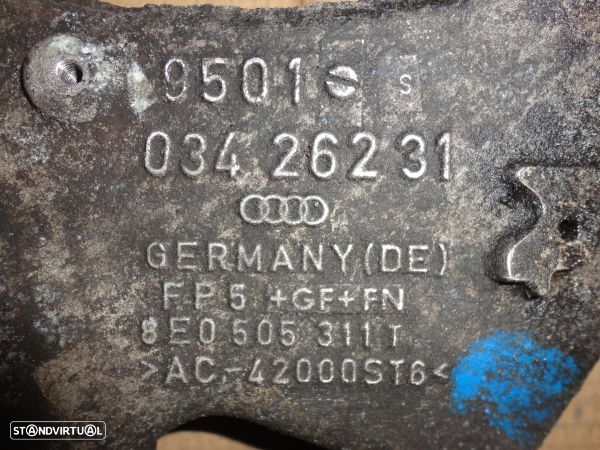 9501 S
034 262 31
GERMANY (DE)
FP5 +GF+FN
8E0 505 311 T
>AC-42000ST6<
STANDVIRTUAL